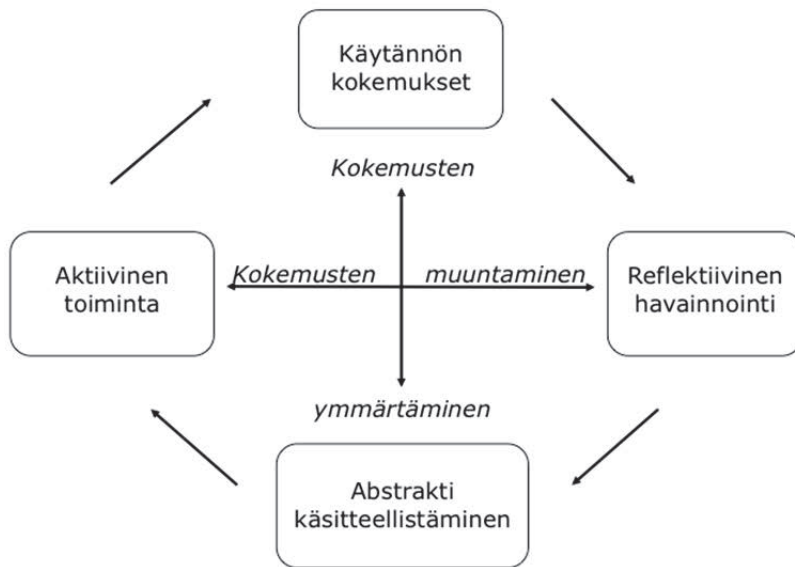 Käytännön
kokemukset
Kokemusten
Aktiivinen
toiminta
Kokemusten muuntaminen
Reflektiivinen
havainnointi
ymmärtäminen
Abstrakti
käsitteellistäminen